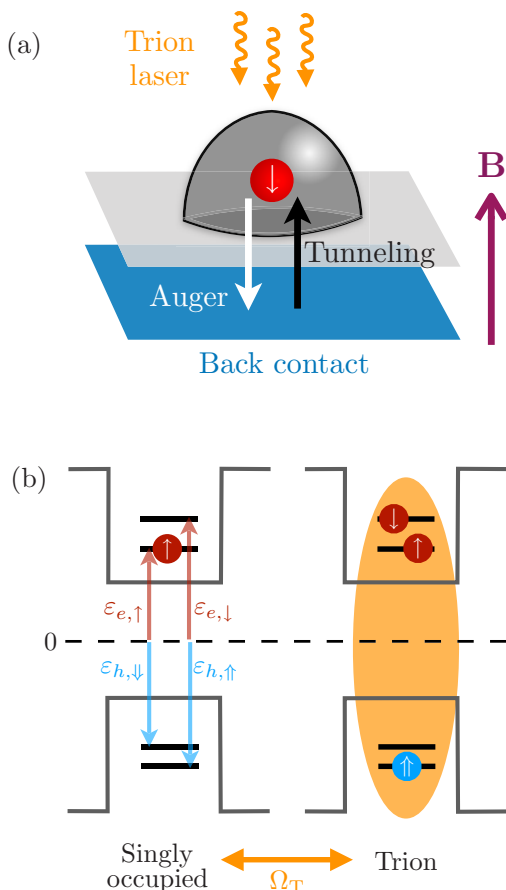 (a)
Trion
laser
↓
B
Tunneling
Auger
Back contact
(b)
↓
↑ ↑
ε_{e,↑} ε_{e,↓}
0
ε_{h,⇓} ε_{h,⇑}
⇑
Singly
occupied
Ω_T
Trion